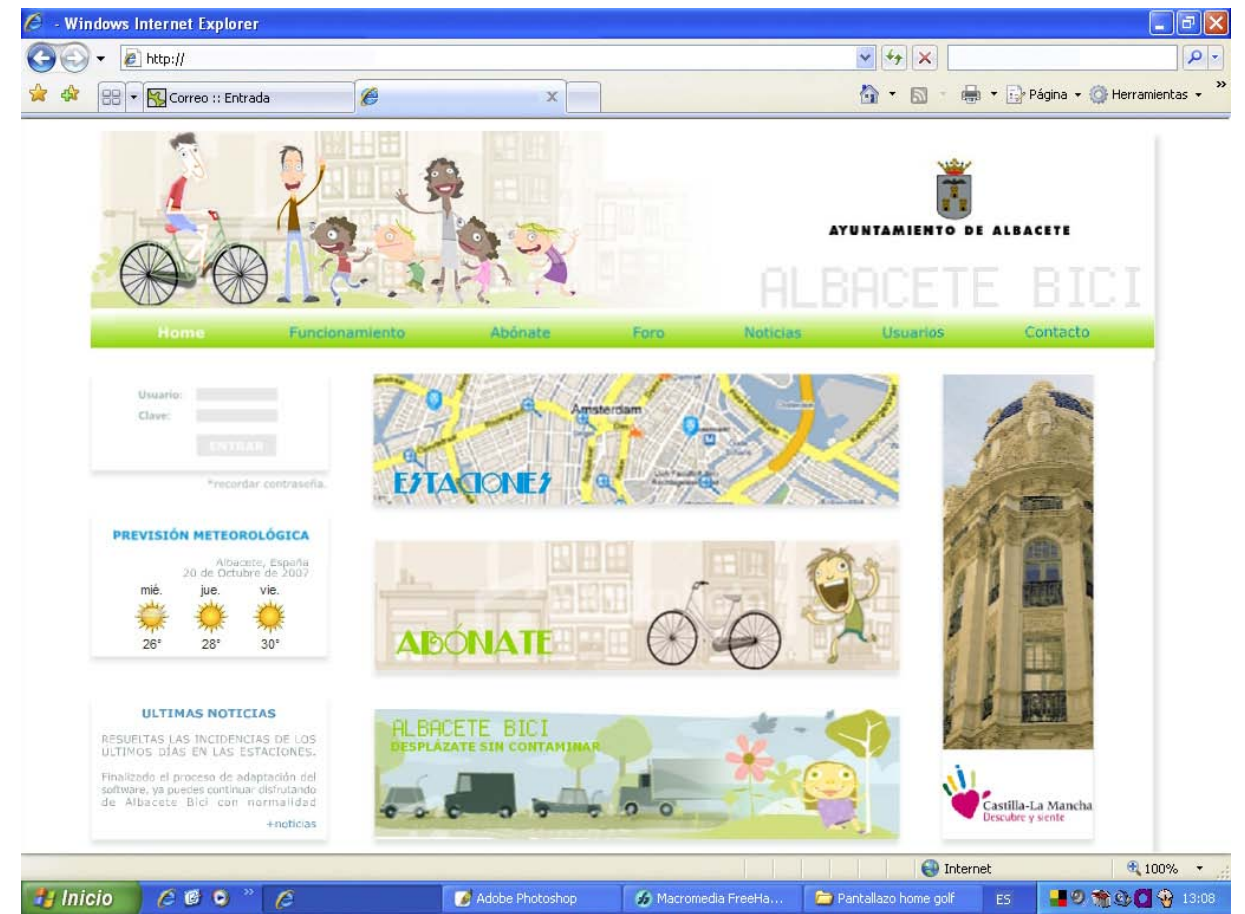 - Windows Internet Explorer
http://
Correo :: Entrada
Página
Herramientas
»
AYUNTAMIENTO DE ALBACETE
ALBACETE BICI
Home
Funcionamiento
Abónate
Foro
Noticias
Usuarios
Contacto
Usuario:
Clave:
ENTRAR
*recordar contraseña.
PREVISIÓN METEOROLÓGICA
Albacete, España
20 de Octubre de 2007
mié. jue. vie.
26° 28° 30°
ULTIMAS NOTICIAS
RESUELTAS LAS INCIDENCIAS DE LOS
ÚLTIMOS DÍAS EN LAS ESTACIONES.
Finalizado el proceso de adaptación del
software, ya puedes continuar disfrutando
de Albacete Bici con normalidad
+noticias
Amsterdam
ESTACIONES
ABÓNATE
ALBACETE BICI
DESPLÁZATE SIN CONTAMINAR
Castilla-La Mancha
Descubre y siente
Internet
100%
Inicio
»
Adobe Photoshop
Macromedia FreeHa...
Pantallazo home golf
ES
13:08